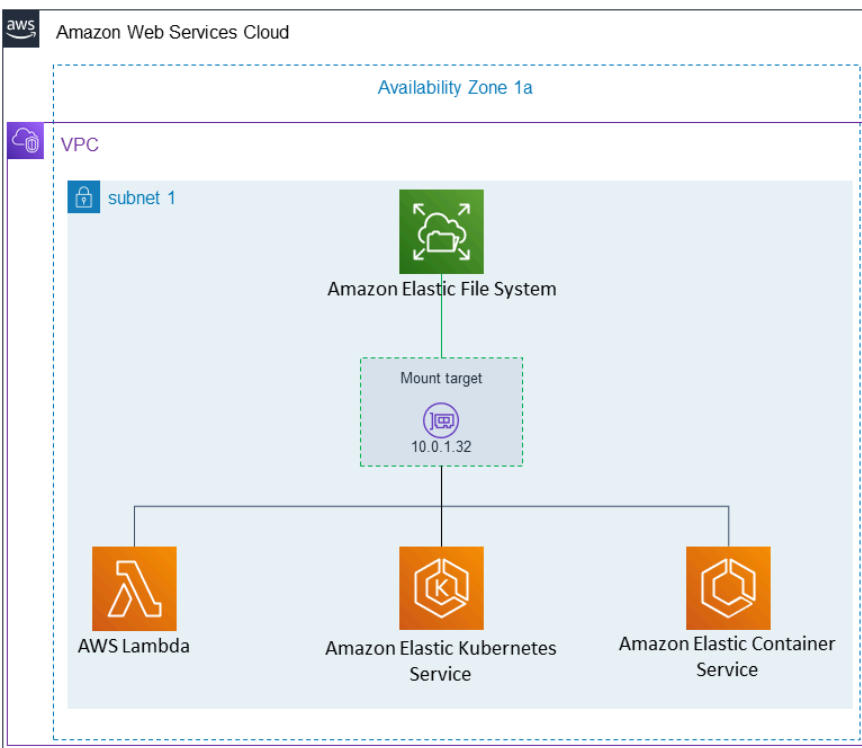 aws
Amazon Web Services Cloud
Availability Zone 1a
VPC
subnet 1
Amazon Elastic File System
Mount target
10.0.1.32
K
AWS Lambda
Amazon Elastic Kubernetes
Service
Amazon Elastic Container
Service